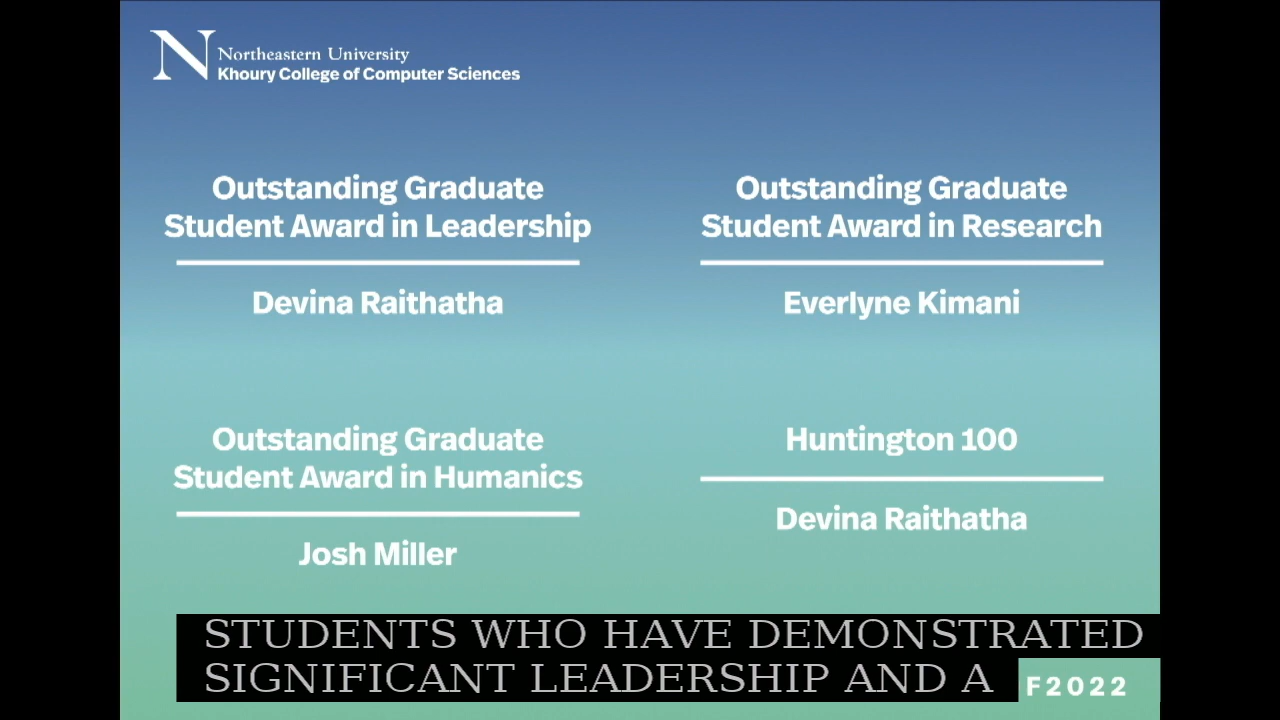 Northeastern University
Khoury College of Computer Sciences
Outstanding Graduate
Student Award in Leadership
Devina Raithatha
Outstanding Graduate
Student Award in Research
Everlyne Kimani
Outstanding Graduate
Student Award in Humanics
Josh Miller
Huntington 100
Devina Raithatha
STUDENTS WHO HAVE DEMONSTRATED
SIGNIFICANT LEADERSHIP AND A
F2022